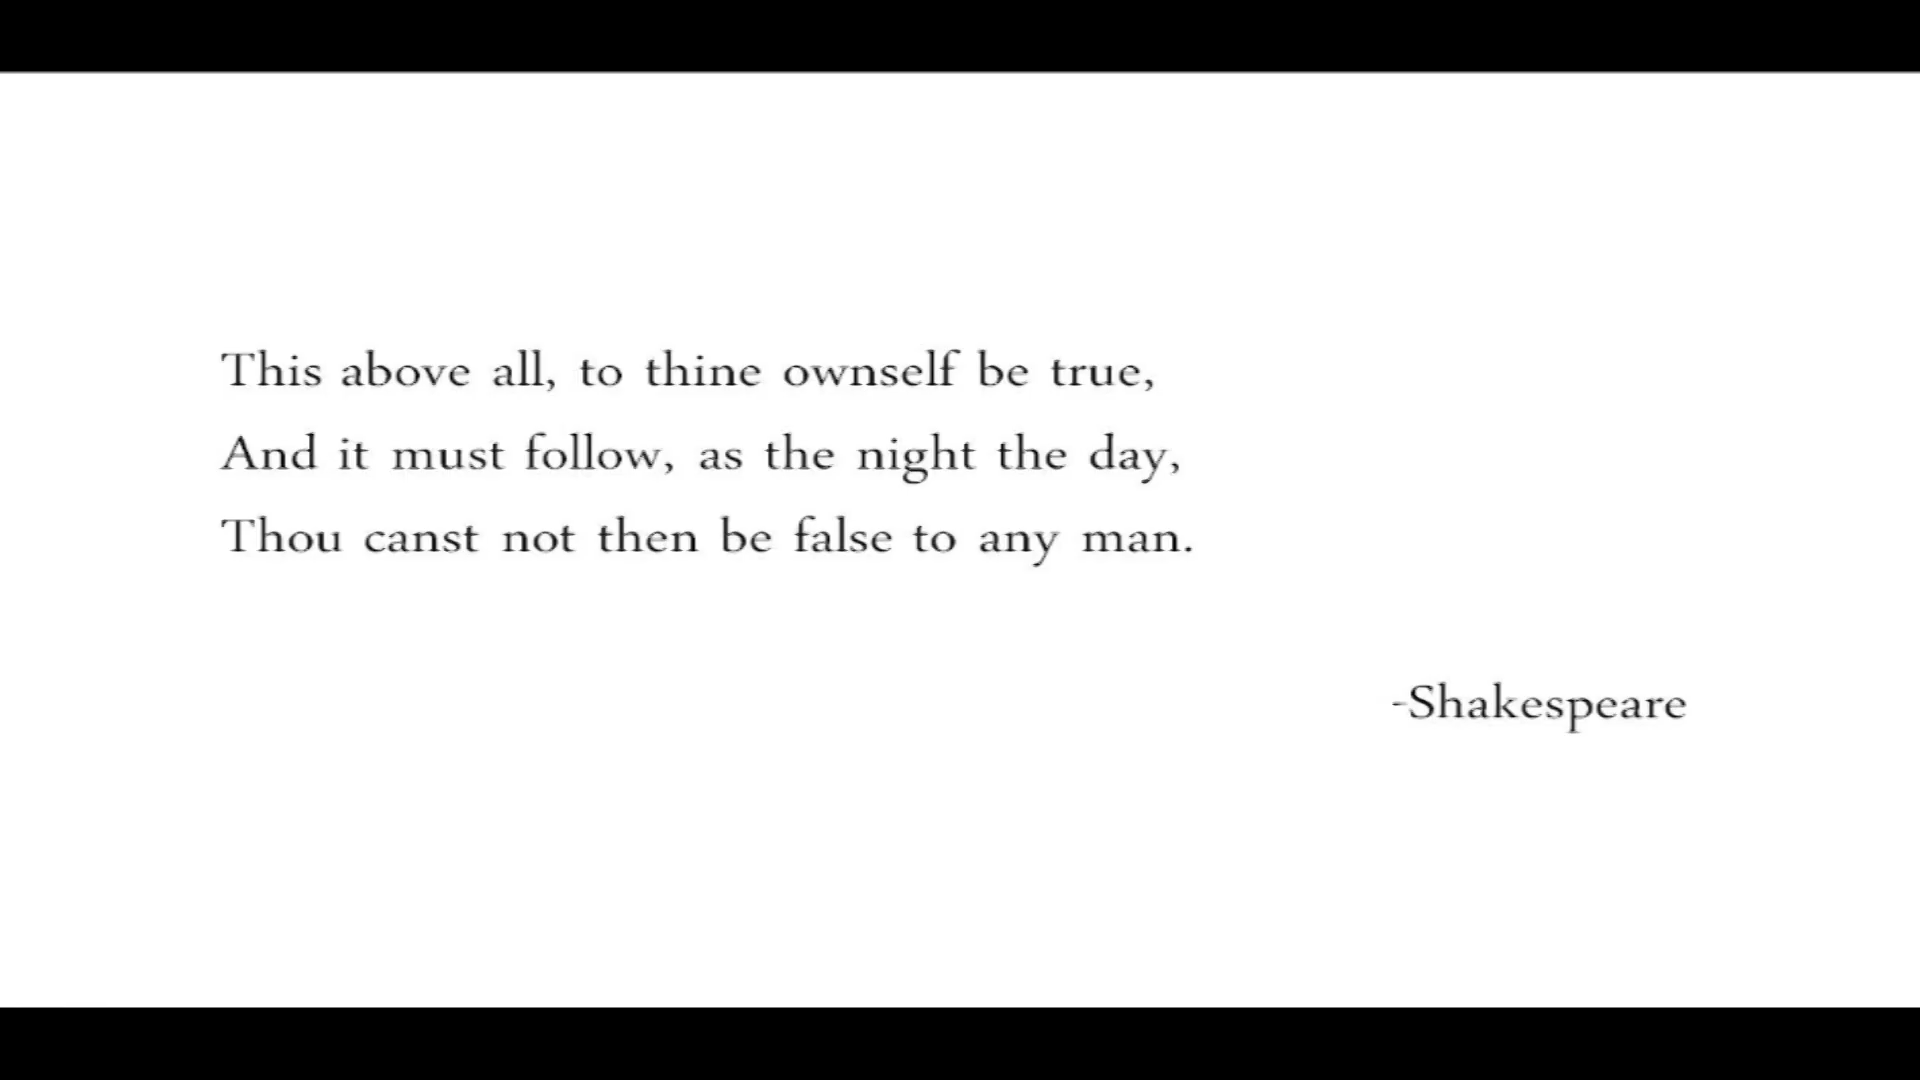 This above all, to thine ownself be true,
And it must follow, as the night the day,
Thou canst not then be false to any man.
-Shakespeare